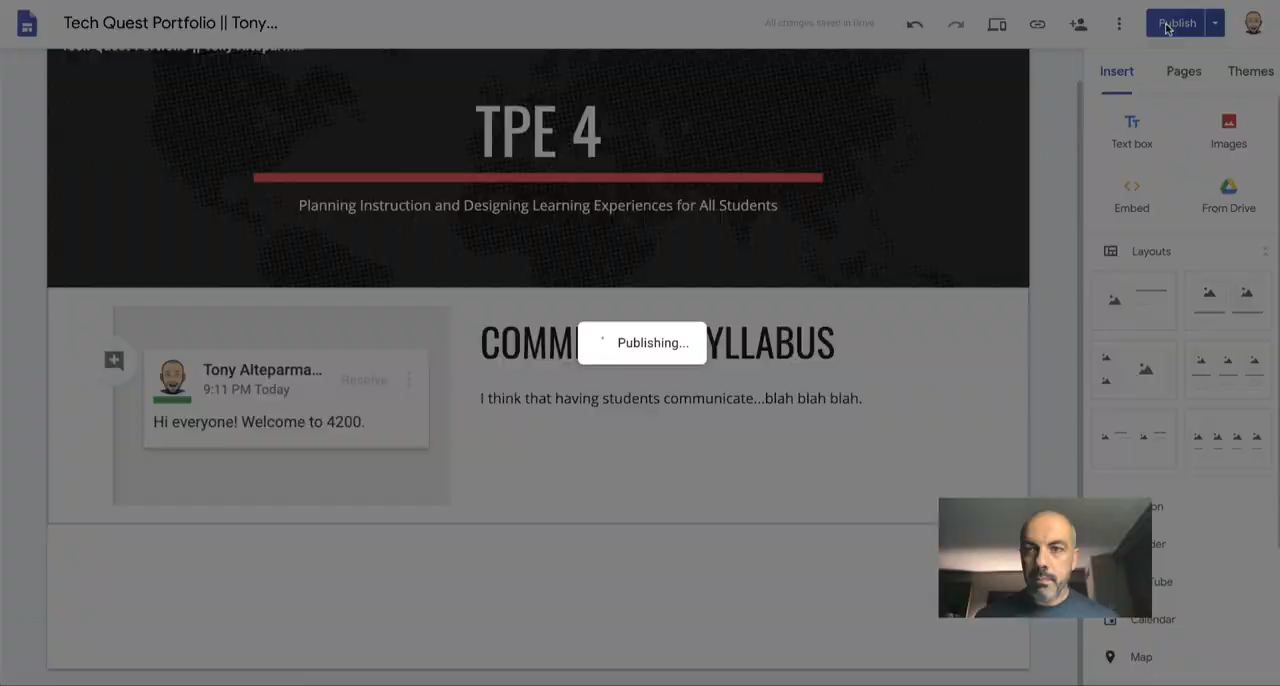 Tech Quest Portfolio || Tony...
All changes saved in Drive
Publish
Insert
Pages
Themes
TPE 4
Planning Instruction and Designing Learning Experiences for All Students
Tt
Text box
Images
Embed
From Drive
Layouts
COMM
YLLABUS
Publishing...
I think that having students communicate...blah blah blah.
Tony Alteparma...
Resolve
9:11 PM Today
Hi everyone! Welcome to 4200.
Calendar
Map